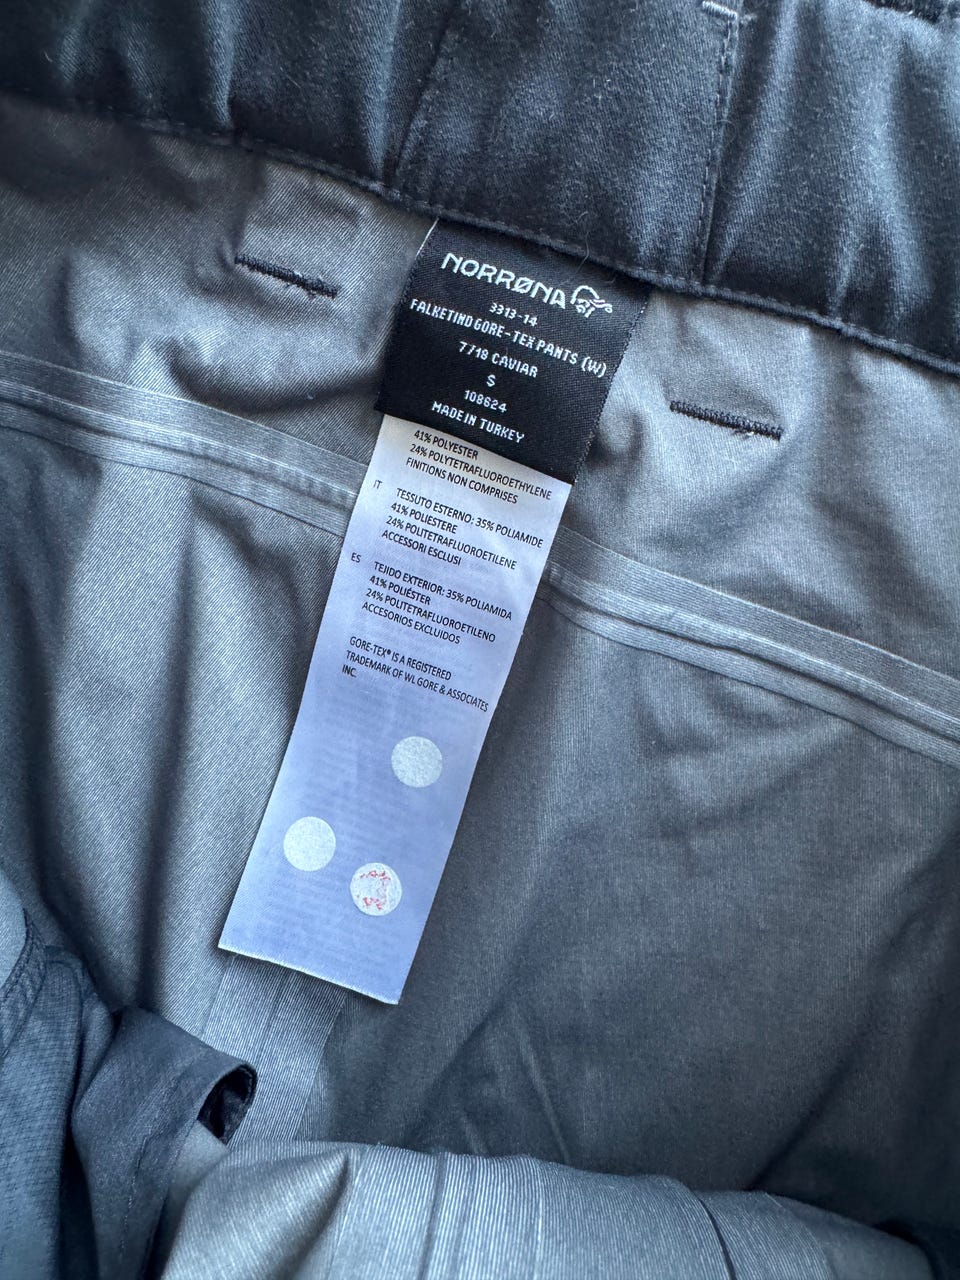 NORRØNA
3313-14
FALKETIND GORE-TEX PANTS (W)
7718 CAVIAR
S
108624
MADE IN TURKEY
41% POLYESTER
24% POLYTETRAFLUOROETHYLENE
FINITIONS NON COMPRISES
IT
TESSUTO ESTERNO: 35% POLIAMIDE
41% POLIESTERE
24% POLITETRAFLUOROETILENE
ACCESSORI ESCLUSI
ES
TEJIDO EXTERIOR: 35% POLIAMIDA
41% POLIÉSTER
24% POLITETRAFLUOROETILENO
ACCESORIOS EXCLUIDOS
GORE-TEX® IS A REGISTERED
TRADEMARK OF WL GORE & ASSOCIATES
INC.